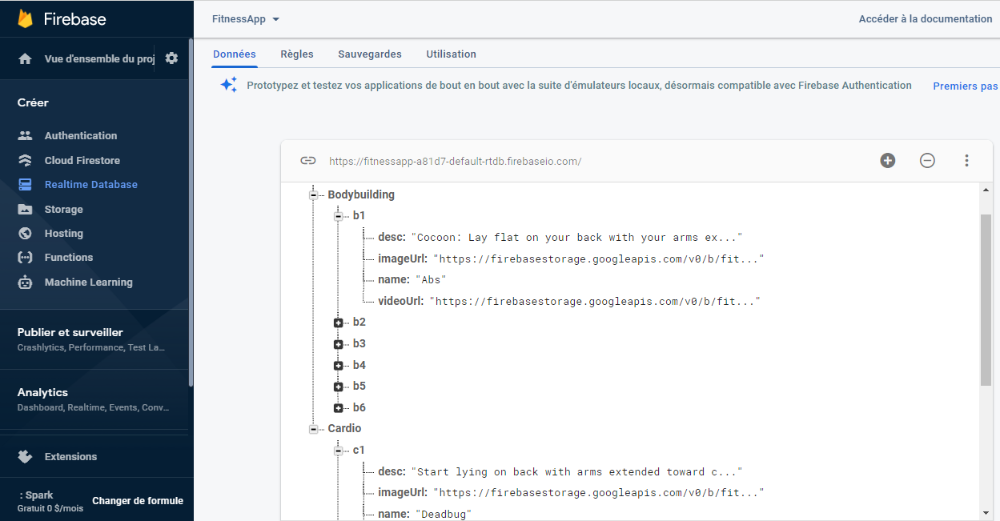 Firebase
Vue d'ensemble du proj
Créer
Authentication
Cloud Firestore
Realtime Database
Storage
Hosting
Functions
Machine Learning
Publier et surveiller
Crashlytics, Performance, Test La...
Analytics
Dashboard, Realtime, Events, Conv...
Extensions
: Spark
Gratuit 0 $/mois
Changer de formule
FitnessApp
Accéder à la documentation
Données Règles Sauvegardes Utilisation
Prototypez et testez vos applications de bout en bout avec la suite d'émulateurs locaux, désormais compatible avec Firebase Authentication Premiers pas
https://fitnessapp-a81d7-default-rtdb.firebaseio.com/
Bodybuilding
b1
desc: "Cocoon: Lay flat on your back with your arms ex..."
imageUrl: "https://firebasestorage.googleapis.com/v0/b/fit..."
name: "Abs"
videoUrl: "https://firebasestorage.googleapis.com/v0/b/fit..."
b2
b3
b4
b5
b6
Cardio
c1
desc: "Start lying on back with arms extended toward c..."
imageUrl: "https://firebasestorage.googleapis.com/v0/b/fit..."
name: "Deadbug"